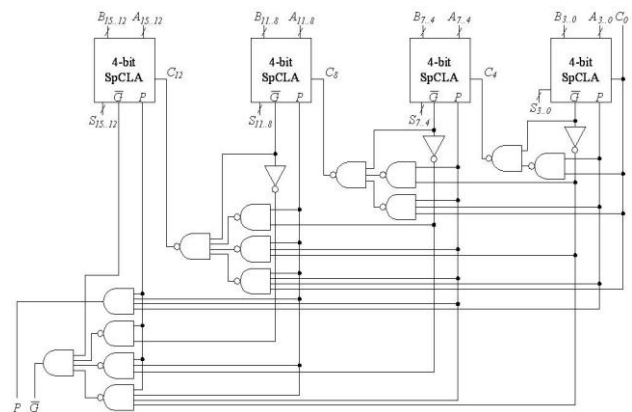 B15..12 A15..12 B11..8 A11..8 B7..4 A7..4 B3..0 A3..0 C0
4-bit SpCLA C12 4-bit SpCLA C8 4-bit SpCLA C4 4-bit SpCLA
G̅ P G̅ P G̅ P G̅ P
S15..12 S11..8 S7..4 S3..0
P G̅